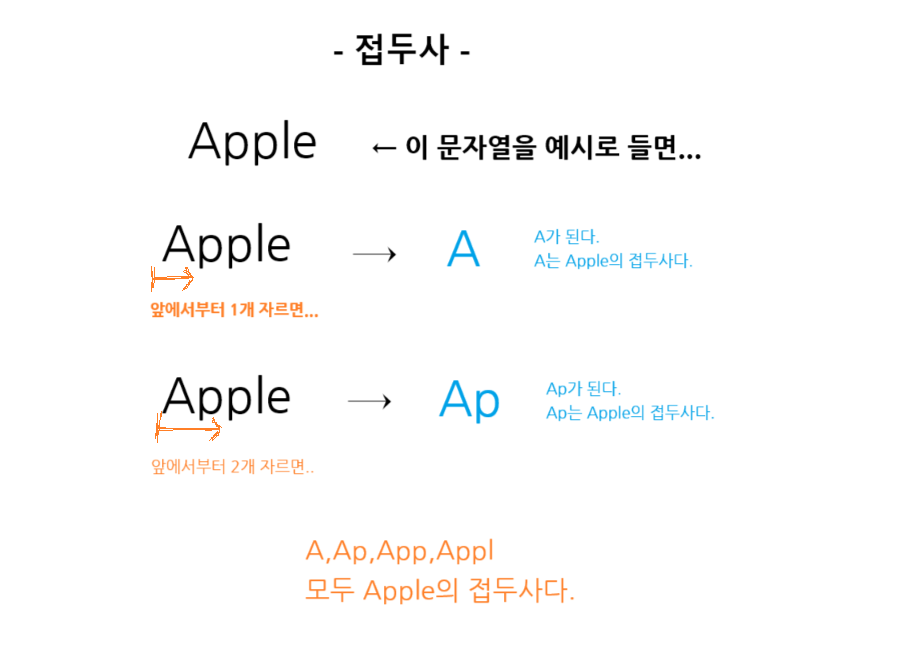 - 접두사 -
Apple ← 이 문자열을 예시로 들면...
Apple → A
A가 된다.
A는 Apple의 접두사다.
앞에서부터 1개 자르면...
Apple → Ap
Ap가 된다.
Ap는 Apple의 접두사다.
앞에서부터 2개 자르면..
A,Ap,App,Appl
모두 Apple의 접두사다.